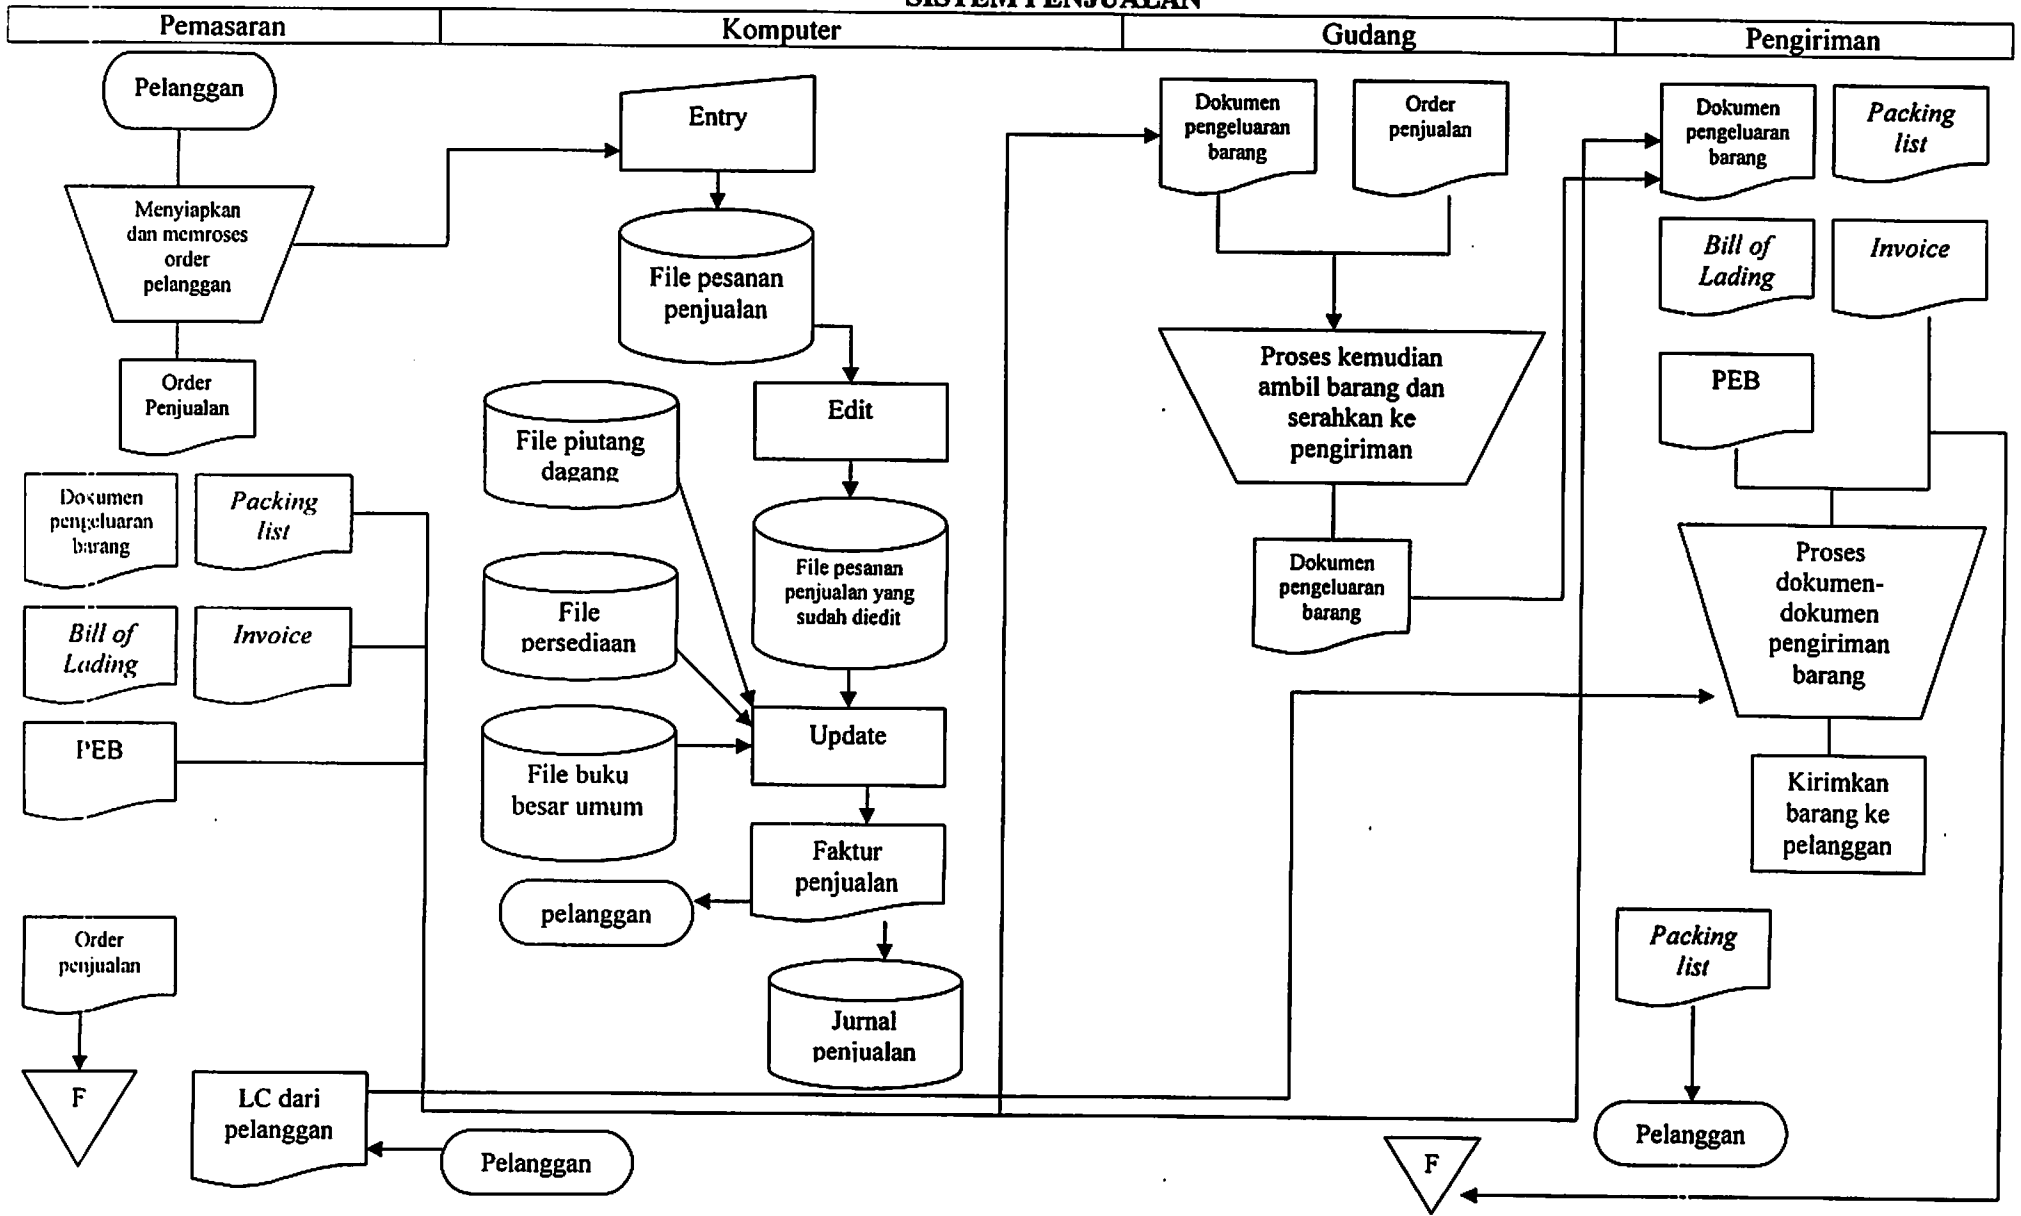 SISTEM PENJUALAN
Pemasaran
Komputer
Gudang
Pengiriman
Pelanggan
Menyiapkan
dan memroses
order
pelanggan
Order
Penjualan
Dokumen
pengeluaran
barang
Packing
list
Bill of
Lading
Invoice
PEB
Order
penjualan
F
LC dari
pelanggan
Pelanggan
Entry
File pesanan
penjualan
Edit
File piutang
dagang
File pesanan
penjualan yang
sudah diedit
File
persediaan
Update
File buku
besar umum
Faktur
penjualan
pelanggan
Jurnal
penjualan
Dokumen
pengeluaran
barang
Order
penjualan
Proses kemudian
ambil barang dan
serahkan ke
pengiriman
Dokumen
pengeluaran
barang
Dokumen
pengeluaran
barang
Packing
list
Bill of
Lading
Invoice
PEB
Proses
dokumen-
dokumen
pengiriman
barang
Kirimkan
barang ke
pelanggan
Packing
list
Pelanggan
F